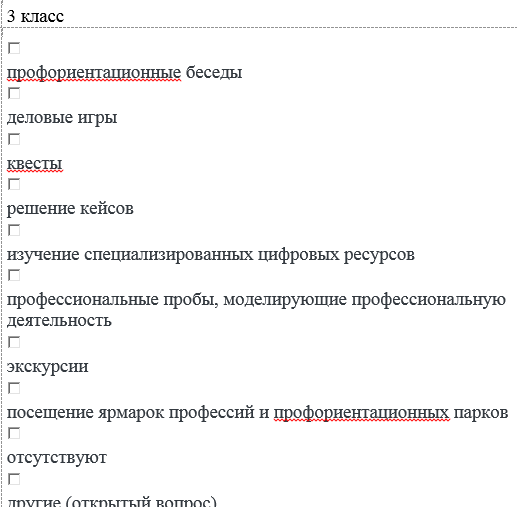 3 класс
профориентационные беседы
деловые игры
квесты
решение кейсов
изучение специализированных цифровых ресурсов
профессиональные пробы, моделирующие профессиональную
деятельность
экскурсии
посещение ярмарок профессий и профориентационных парков
отсутствуют
другие (открытый вопрос)